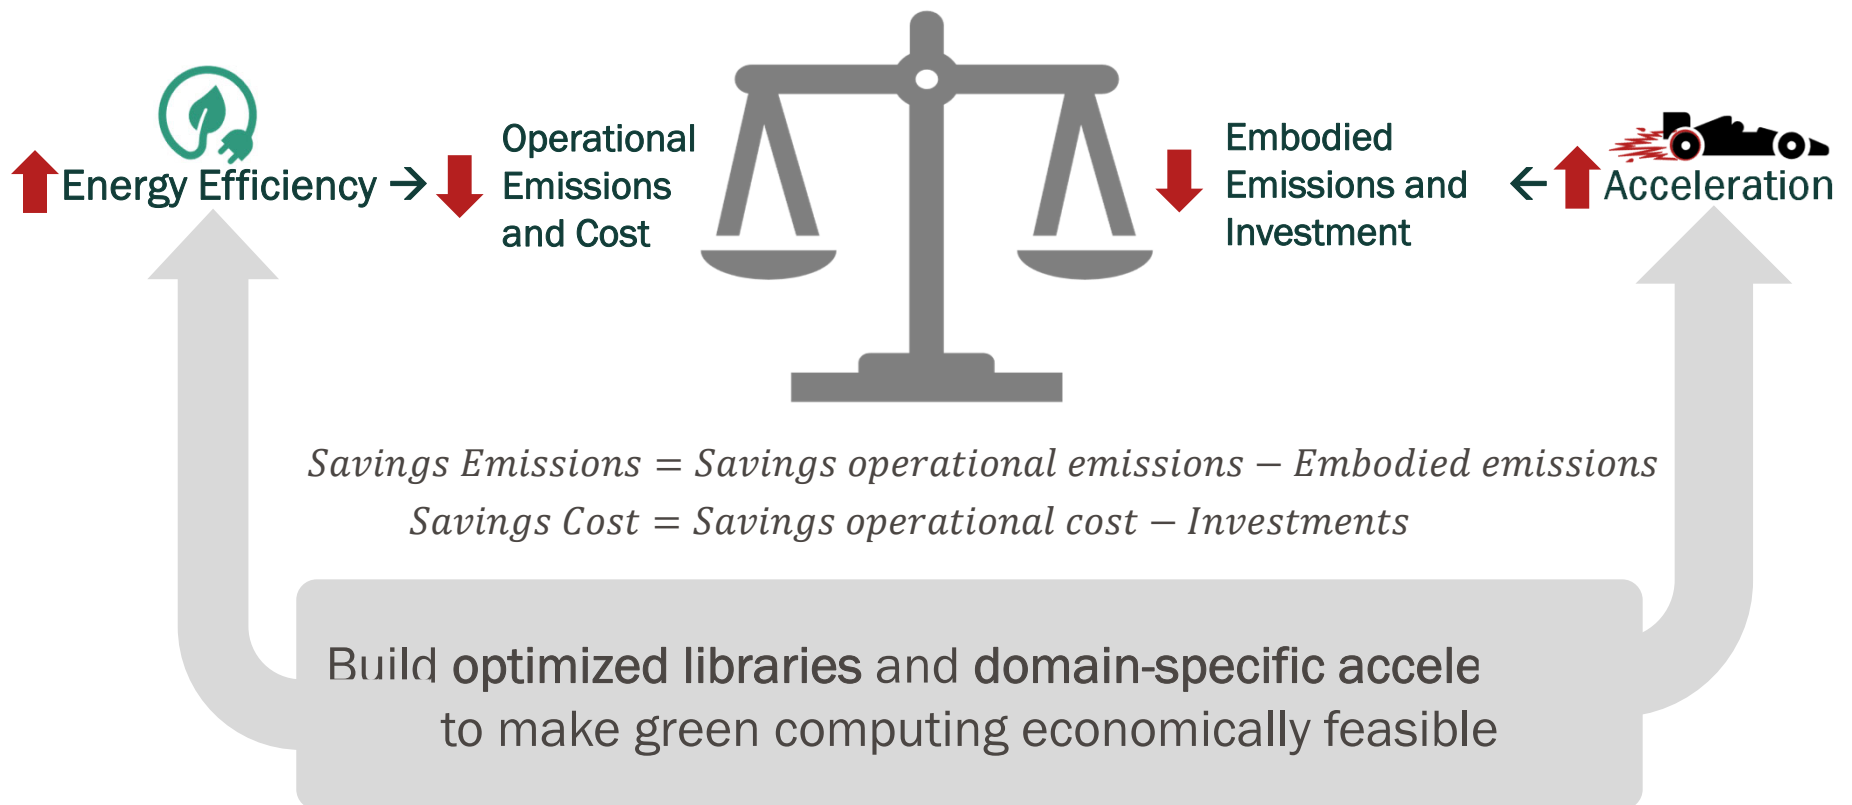 Energy Efficiency →
Operational
Emissions
and Cost
Embodied
Emissions and
Investment
← Acceleration
Savings Emissions = Savings operational emissions − Embodied emissions
Savings Cost = Savings operational cost − Investments
Build optimized libraries and domain-specific accele
to make green computing economically feasible